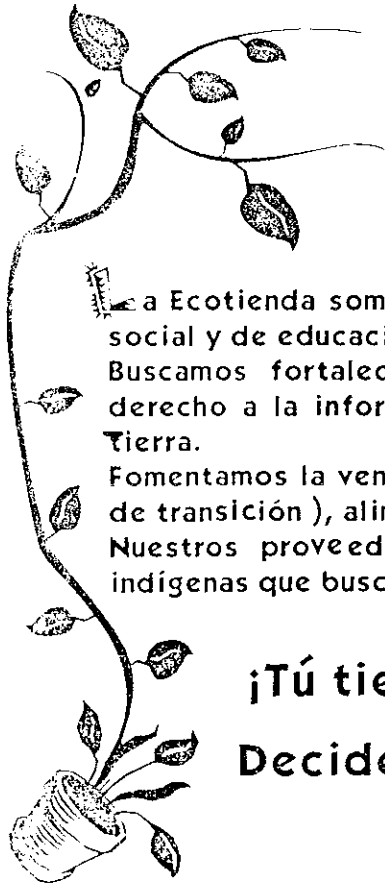 La Ecotienda som
social y de educaci
Buscamos fortalec
derecho a la infor
Tierra.
Fomentamos la ven
de transición ), alin
Nuestros proveed
indígenas que busc
¡Tú tie
Decide